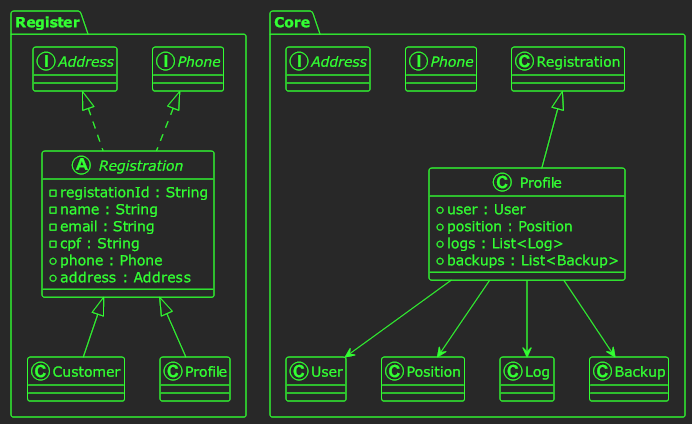 Register
I Address
I Phone
A Registration
registationId : String
name : String
email : String
cpf : String
phone : Phone
address : Address
C Customer
C Profile
Core
I Address
I Phone
C Registration
C Profile
user : User
position : Position
logs : List<Log>
backups : List<Backup>
C User
C Position
C Log
C Backup